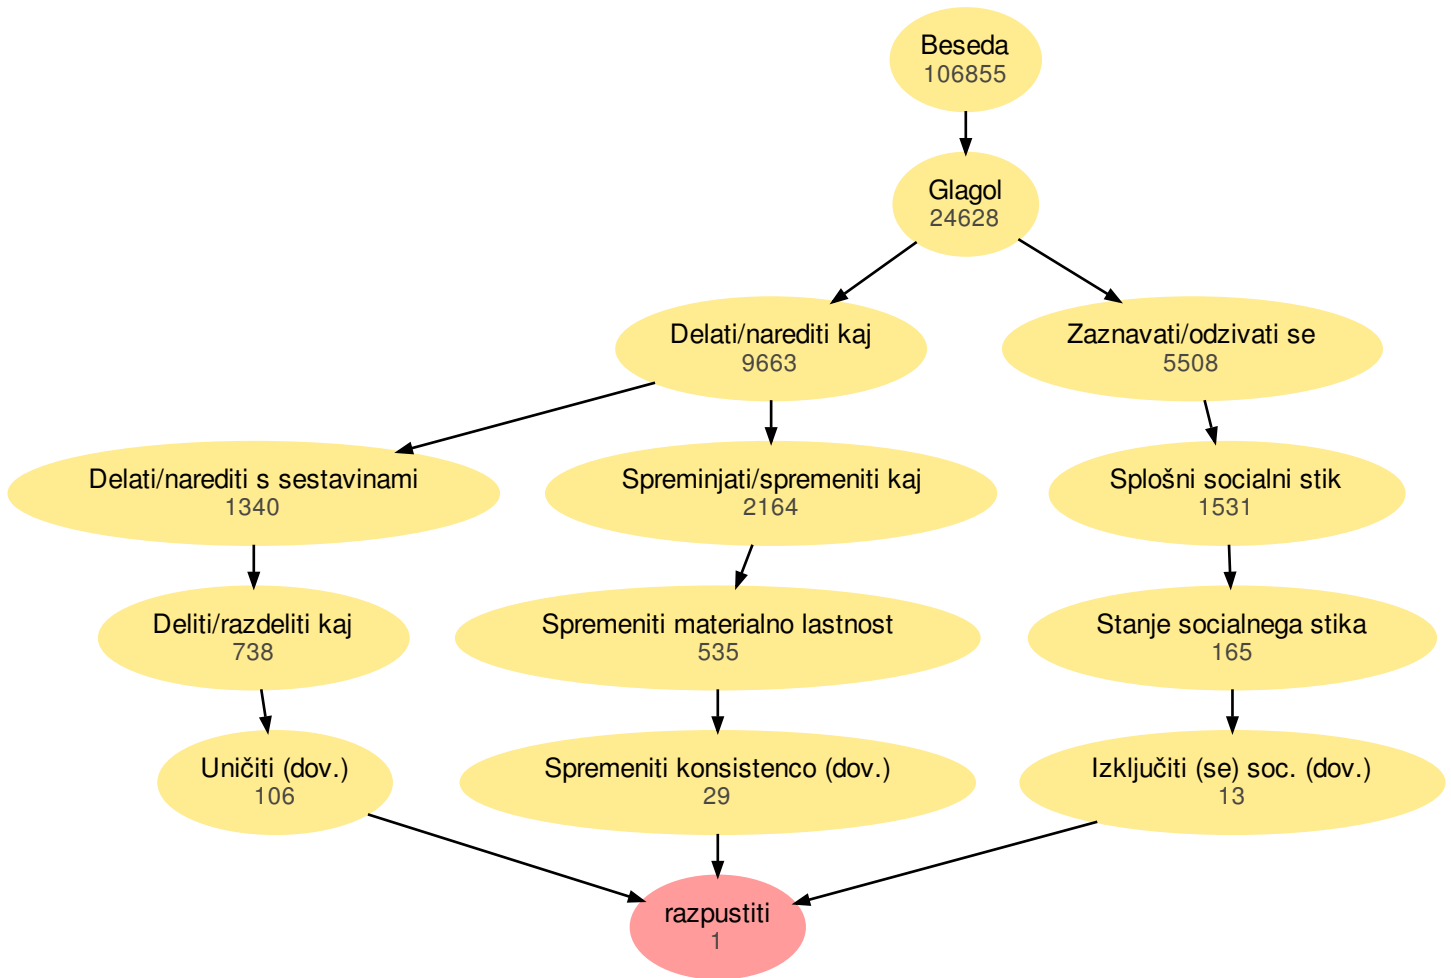 Beseda
106855
Glagol
24628
Delati/narediti kaj
9663
Zaznavati/odzivati se
5508
Delati/narediti s sestavinami
1340
Spreminjati/spremeniti kaj
2164
Splošni socialni stik
1531
Deliti/razdeliti kaj
738
Spremeniti materialno lastnost
535
Stanje socialnega stika
165
Uničiti (dov.)
106
Spremeniti konsistenco (dov.)
29
Izključiti (se) soc. (dov.)
13
razpustiti
1